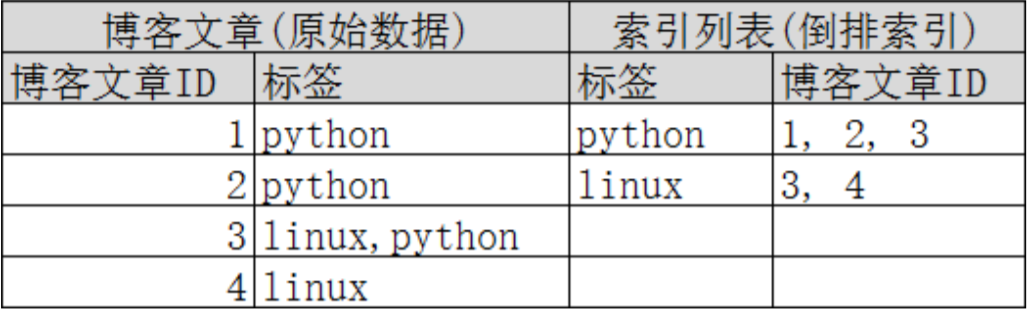 博客文章(原始数据) 索引列表(倒排索引)
博客文章ID 标签 标签 博客文章ID
1 python python 1, 2, 3
2 python linux 3, 4
3 linux,python
4 linux